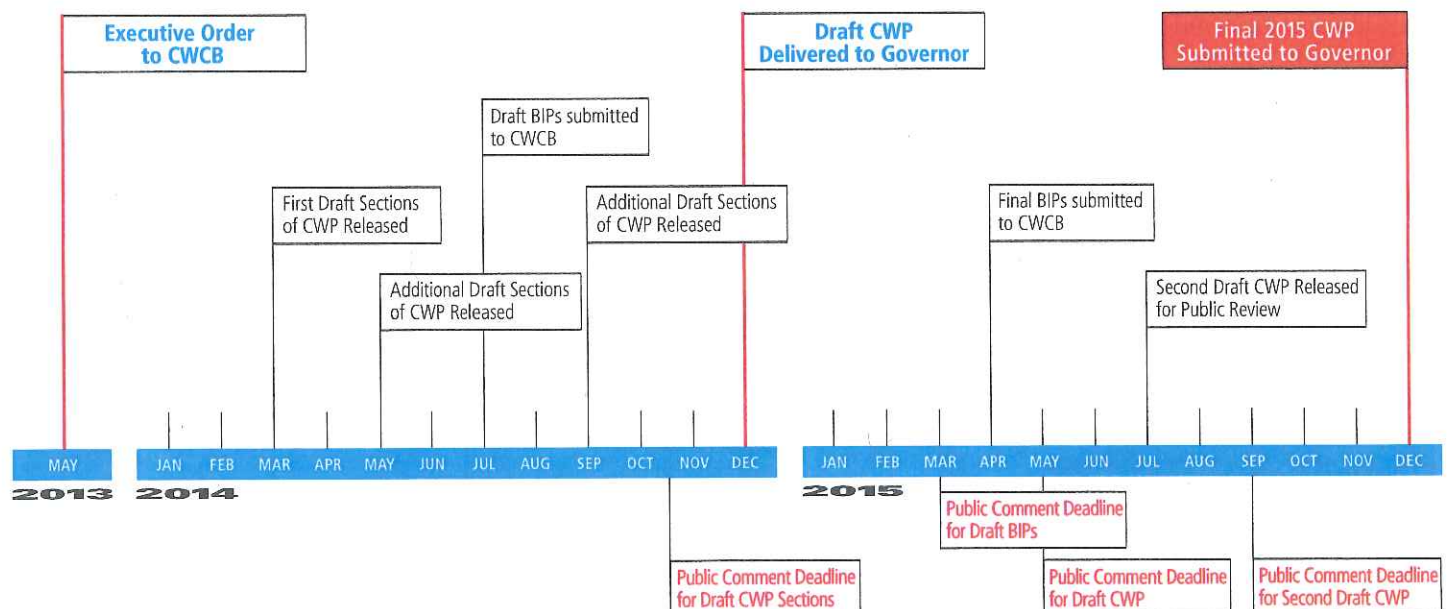 Executive Order
to CWCB
Draft CWP
Delivered to Governor
Final 2015 CWP
Submitted to Governor
Draft BIPs submitted
to CWCB
First Draft Sections
of CWP Released
Additional Draft Sections
of CWP Released
Final BIPs submitted
to CWCB
Additional Draft Sections
of CWP Released
Second Draft CWP Released
for Public Review
MAY
JAN FEB MAR APR MAY JUN JUL AUG SEP OCT NOV DEC
JAN FEB MAR APR MAY JUN JUL AUG SEP OCT NOV DEC
2013
2014
2015
Public Comment Deadline
for Draft BIPs
Public Comment Deadline
for Draft CWP Sections
Public Comment Deadline
for Draft CWP
Public Comment Deadline
for Second Draft CWP